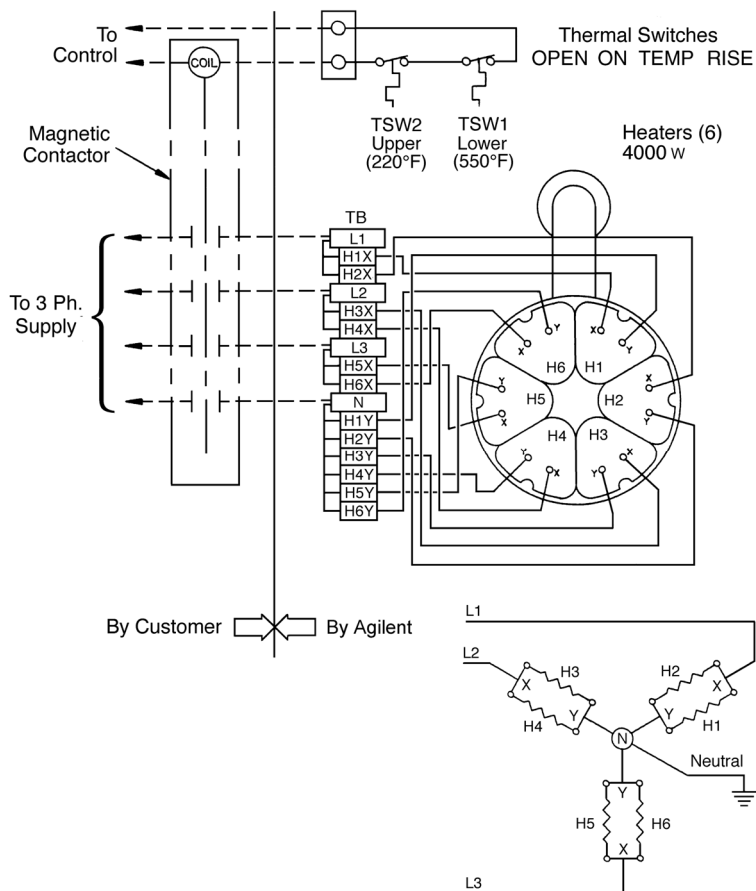 To
Control
COIL
Thermal Switches
OPEN ON TEMP RISE
TSW2
Upper
(220°F)
TSW1
Lower
(550°F)
Heaters (6)
4000 W
Magnetic
Contactor
TB
L1
H1X
H2X
L2
H3X
H4X
L3
H5X
H6X
N
H1Y
H2Y
H3Y
H4Y
H5Y
H6Y
To 3 Ph.
Supply
Y
X
X
Y
H6
H1
Y
X
X
Y
H5
H2
H4
H3
Y
X
X
Y
By Customer
By Agilent
L1
L2
H3
X
H4
Y
H2
X
Y
H1
N
Neutral
Y
H5
H6
X
L3